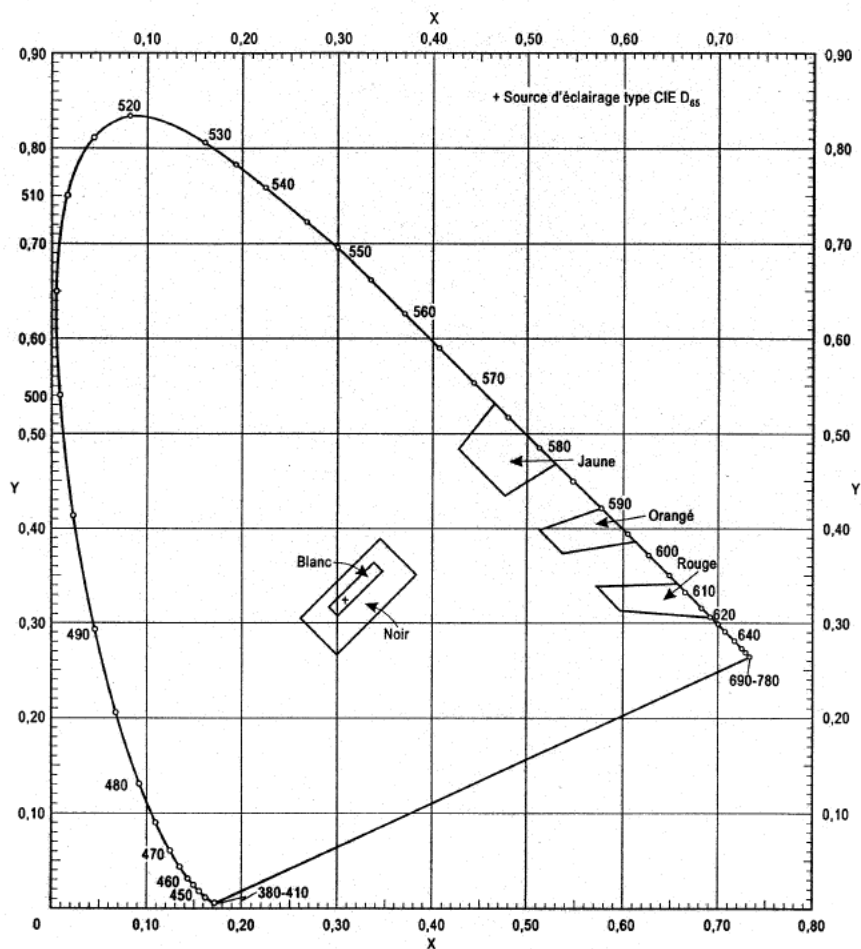 X
0,10 0,20 0,30 0,40 0,50 0,60 0,70
0,90 0,90
+ Source d'éclairage type CIE D₆₅
520
530
0,80 0,80
540
510
0,70 0,70
550
560
0,60 0,60
570
500
0,50 0,50
580
Jaune
Y Y
590
Orangé
0,40 0,40
600
Blanc
Rouge
610
0,30 0,30
620
490
Noir
640
690-780
0,20 0,20
480
0,10 0,10
470
460
450
380-410
0 0,10 0,20 0,30 0,40 0,50 0,60 0,70 0,80
X